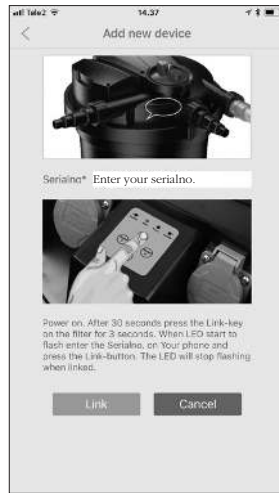 Tele2 14.37
Add new device
Serialno* Enter your serialno.
Power on. After 30 seconds press the Link-key
on the filter for 3 seconds. When LED start to
flash enter the Serialno. on Your phone and
press the Link-button. The LED will stop flashing
when linked.
Link Cancel